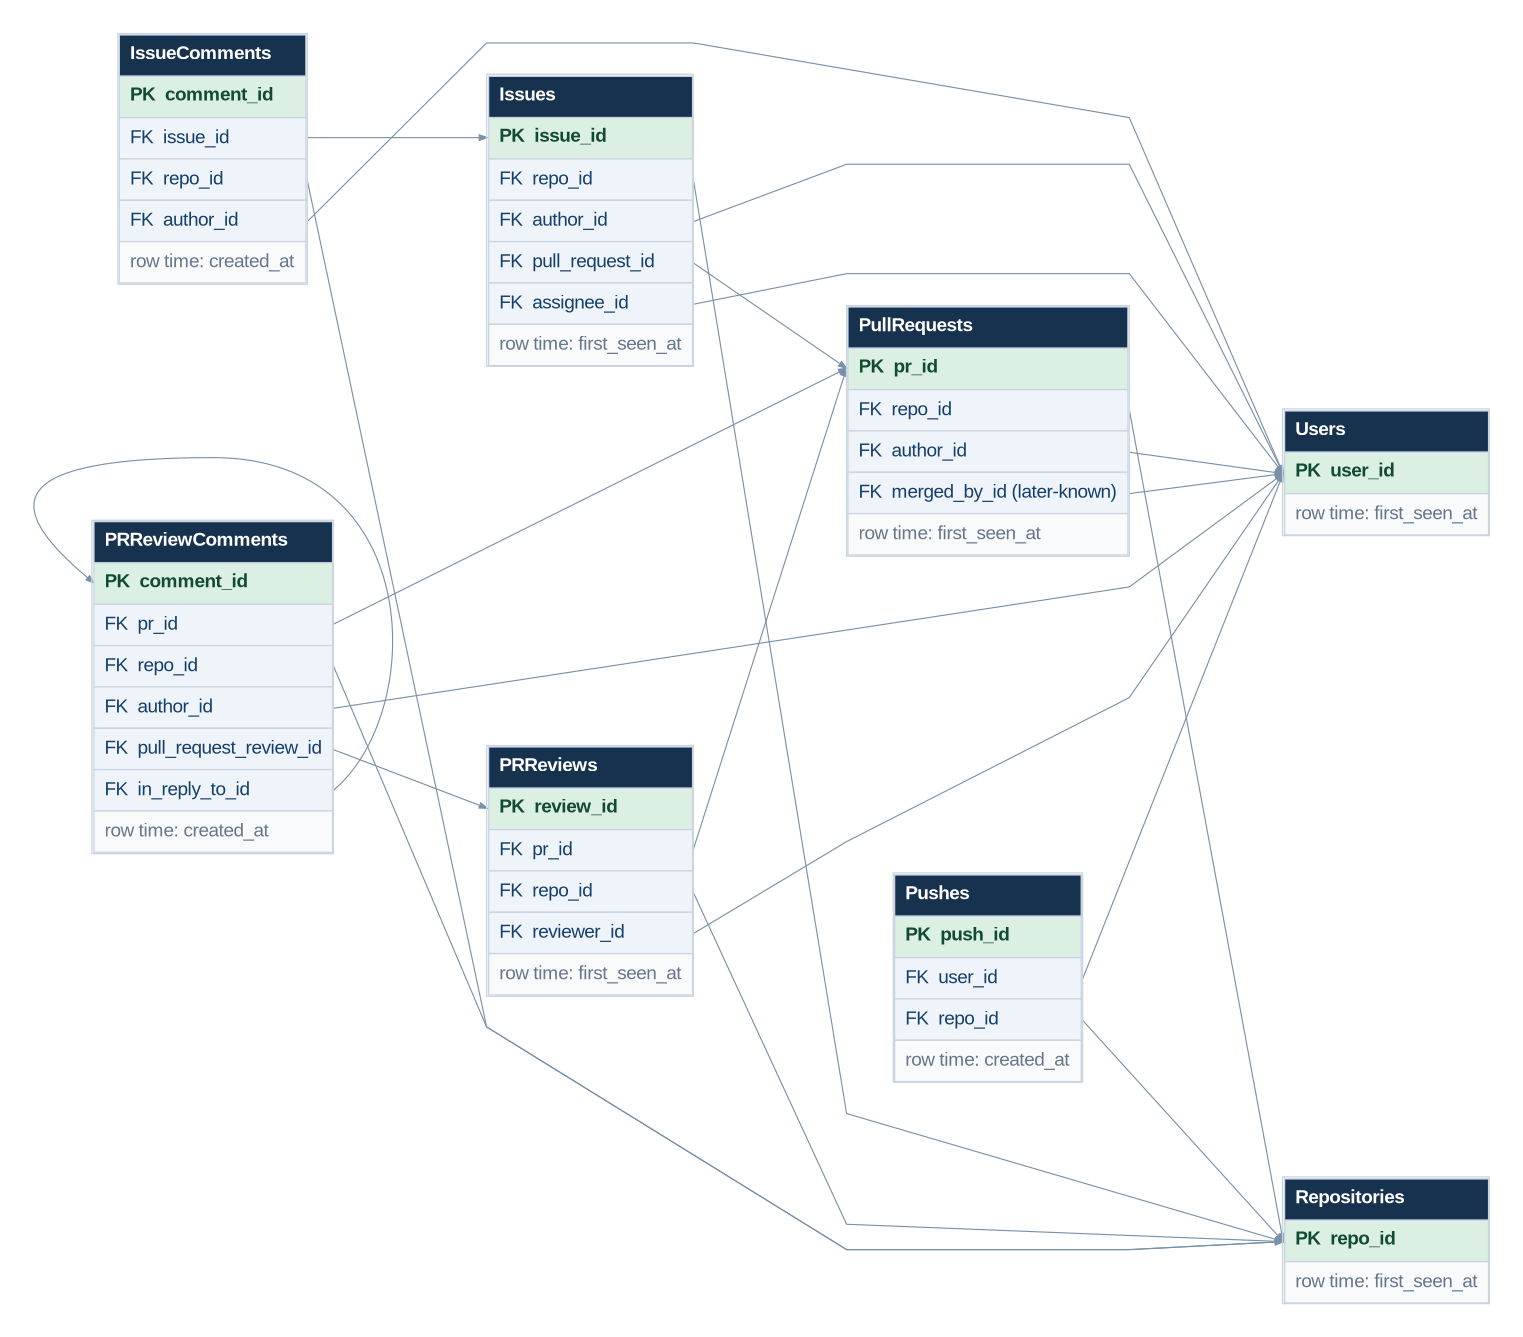 IssueComments
PK comment_id
FK issue_id
FK repo_id
FK author_id
row time: created_at
Issues
PK issue_id
FK repo_id
FK author_id
FK pull_request_id
FK assignee_id
row time: first_seen_at
PullRequests
PK pr_id
FK repo_id
FK author_id
FK merged_by_id (later-known)
row time: first_seen_at
Users
PK user_id
row time: first_seen_at
PRReviewComments
PK comment_id
FK pr_id
FK repo_id
FK author_id
FK pull_request_review_id
FK in_reply_to_id
row time: created_at
PRReviews
PK review_id
FK pr_id
FK repo_id
FK reviewer_id
row time: first_seen_at
Pushes
PK push_id
FK user_id
FK repo_id
row time: created_at
Repositories
PK repo_id
row time: first_seen_at